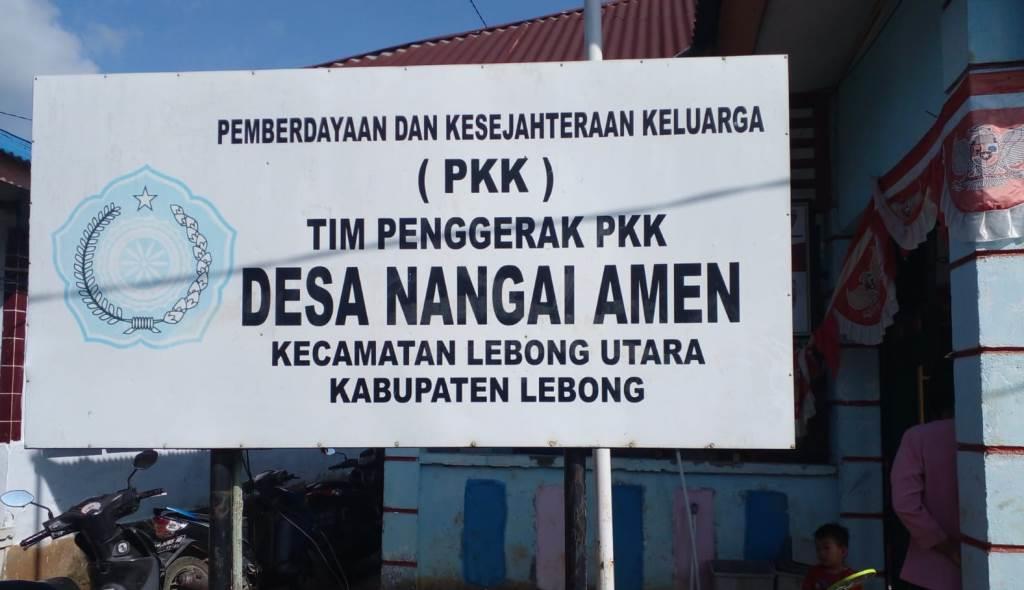 PEMBERDAYAAN DAN KESEJAHTERAAN KELUARGA
( PKK )
TIM PENGGERAK PKK
DESA NANGAI AMEN
KECAMATAN LEBONG UTARA
KABUPATEN LEBONG